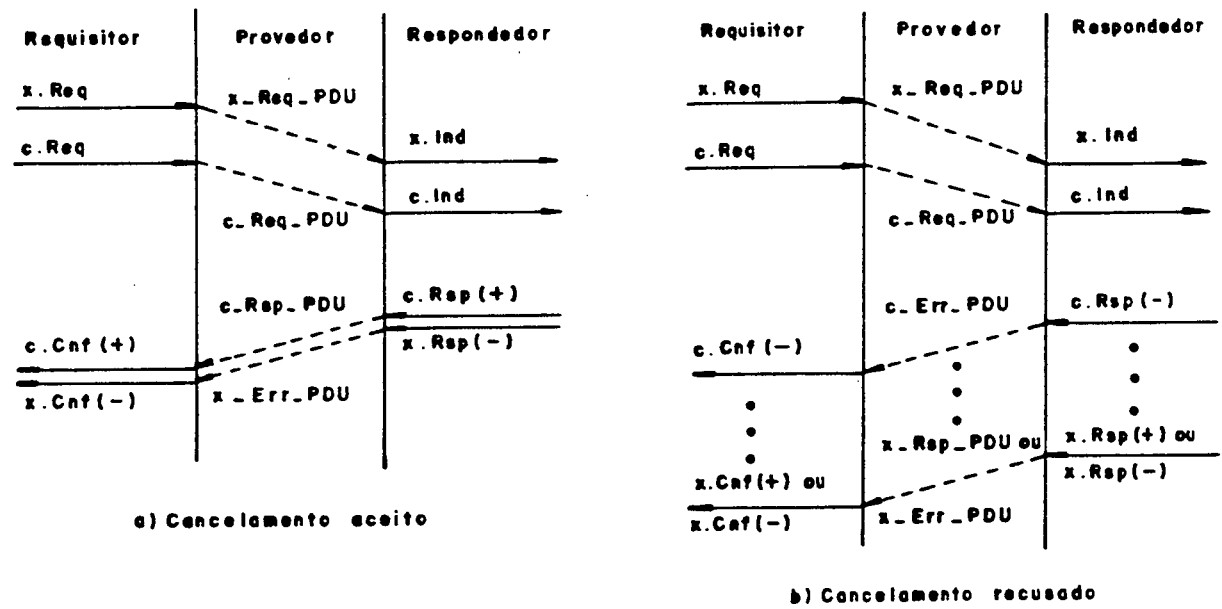 Requisitor
Provedor
Respondedor
x.Req
x_Req_PDU
x.Ind
c.Req
c.Ind
c_Req_PDU
c_Rsp_PDU
c.Rsp(+)
x.Rsp(-)
c.Cnf(+)
x.Cnf(-)
x_Err_PDU
a) Cancelamento aceito
Requisitor
Provedor
Respondedor
x.Req
x_Req_PDU
x.Ind
c.Req
c.Ind
c_Req_PDU
c_Err_PDU
c.Rsp(-)
c.Cnf(-)
x_Rsp_PDU ou
x.Rsp(+) ou
x.Rsp(-)
x.Cnf(+) ou
x.Cnf(-)
x_Err_PDU
b) Cancelamento recusado